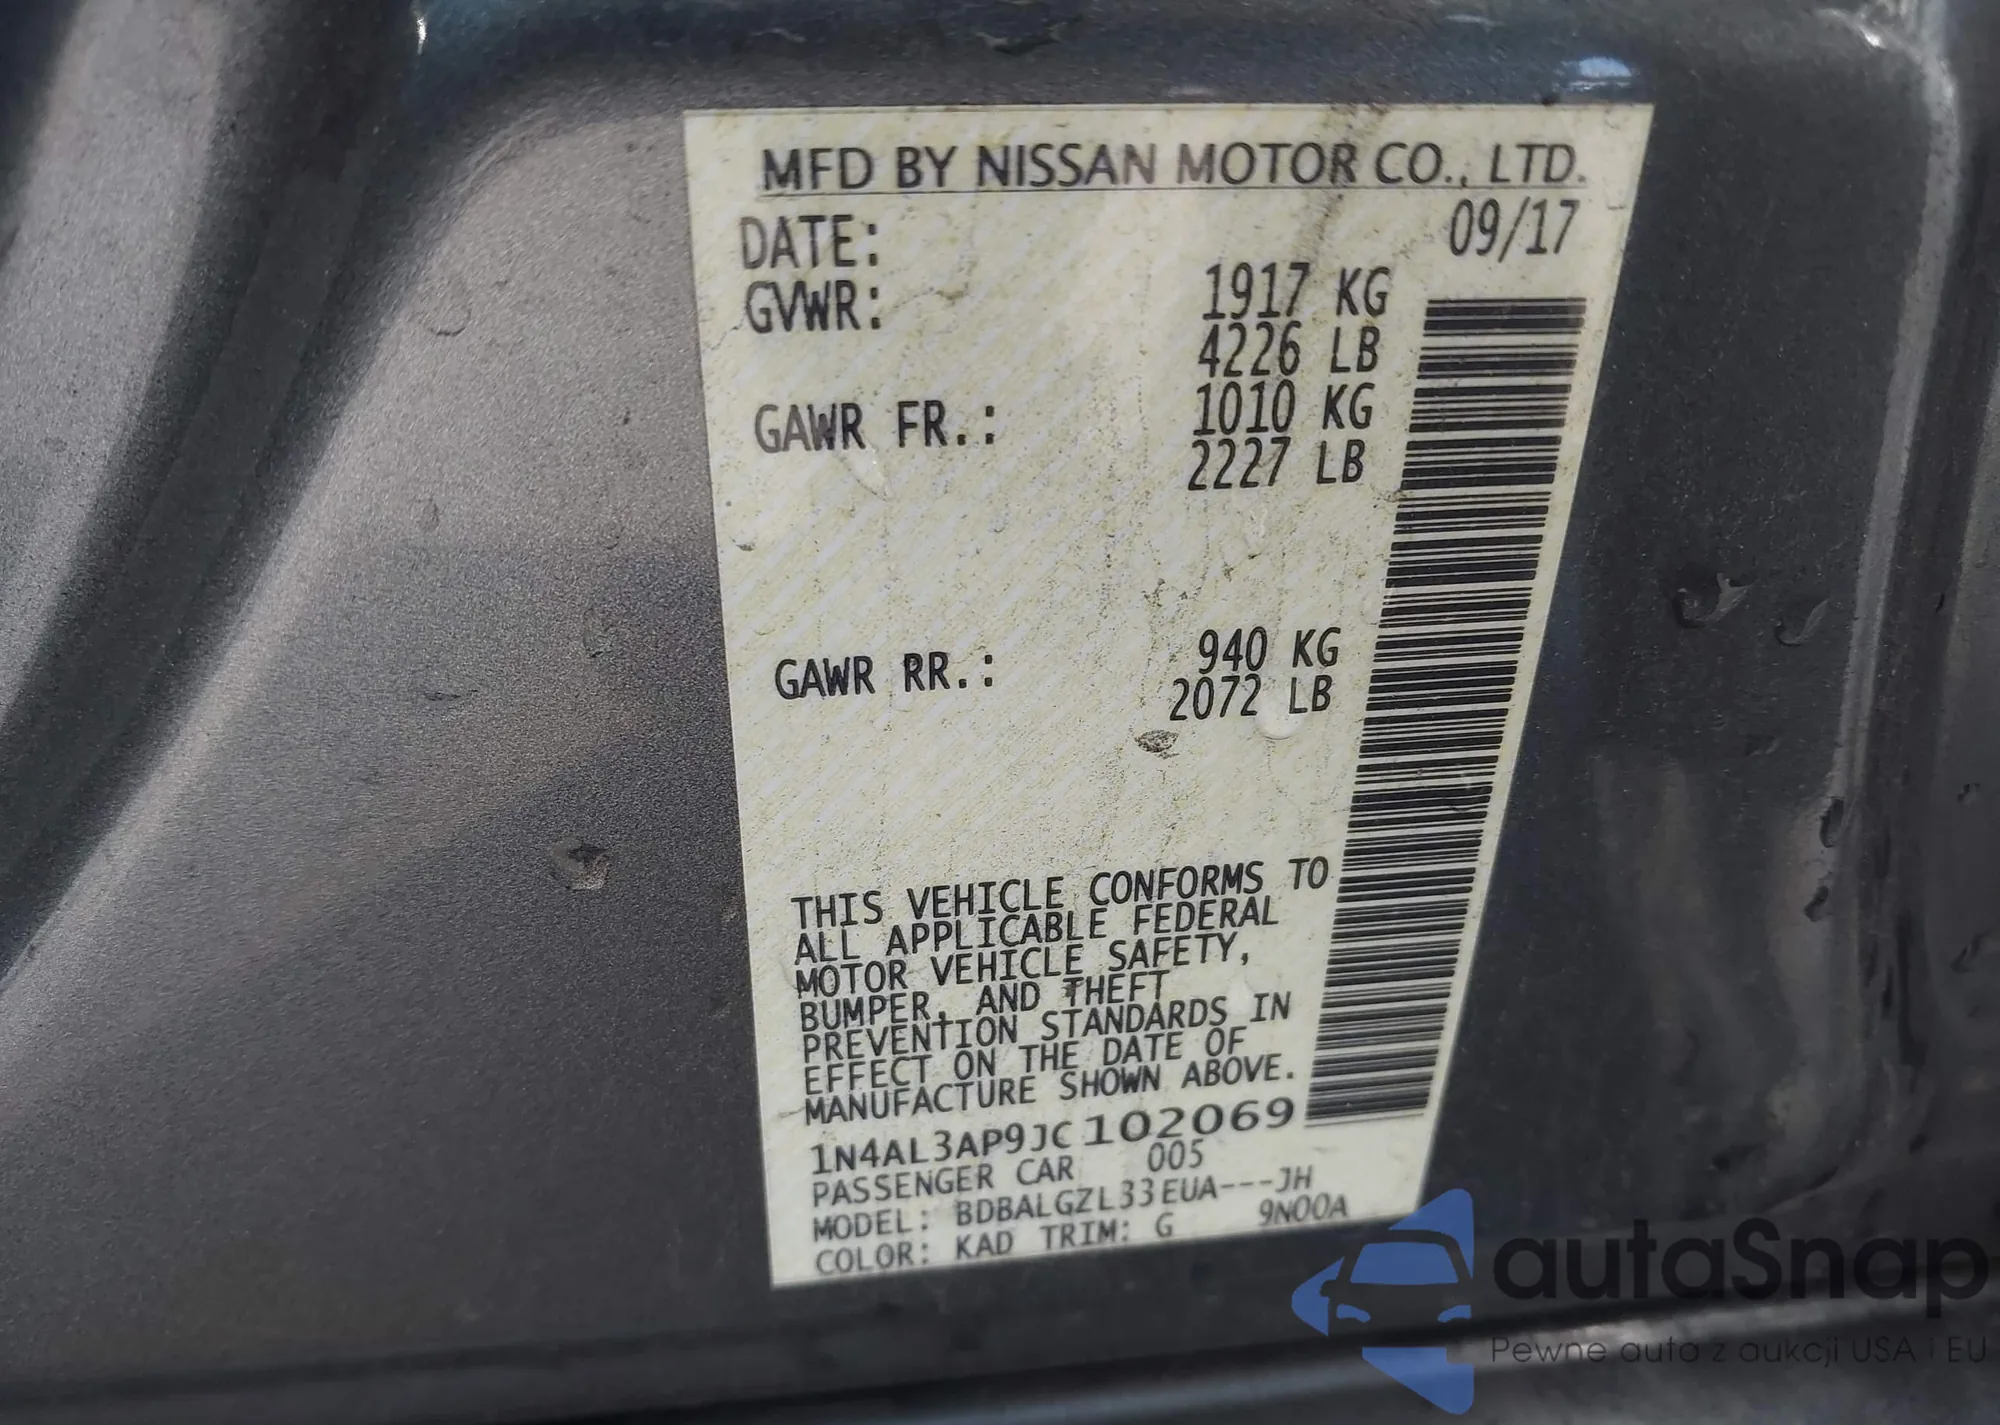 MFD BY NISSAN MOTOR CO., LTD.
DATE: 09/17
GVWR: 1917 KG
4226 LB
GAWR FR.: 1010 KG
2227 LB
GAWR RR.: 940 KG
2072 LB
THIS VEHICLE CONFORMS TO
ALL APPLICABLE FEDERAL
MOTOR VEHICLE SAFETY,
BUMPER, AND THEFT
PREVENTION STANDARDS IN
EFFECT ON THE DATE OF
MANUFACTURE SHOWN ABOVE.
1N4AL3AP9JC102069
PASSENGER CAR 005
MODEL: BDBALGZL33EUA---JH
COLOR: KAD TRIM: G 9N00A
autoSnap
Pewne auta z aukcji USA i EU